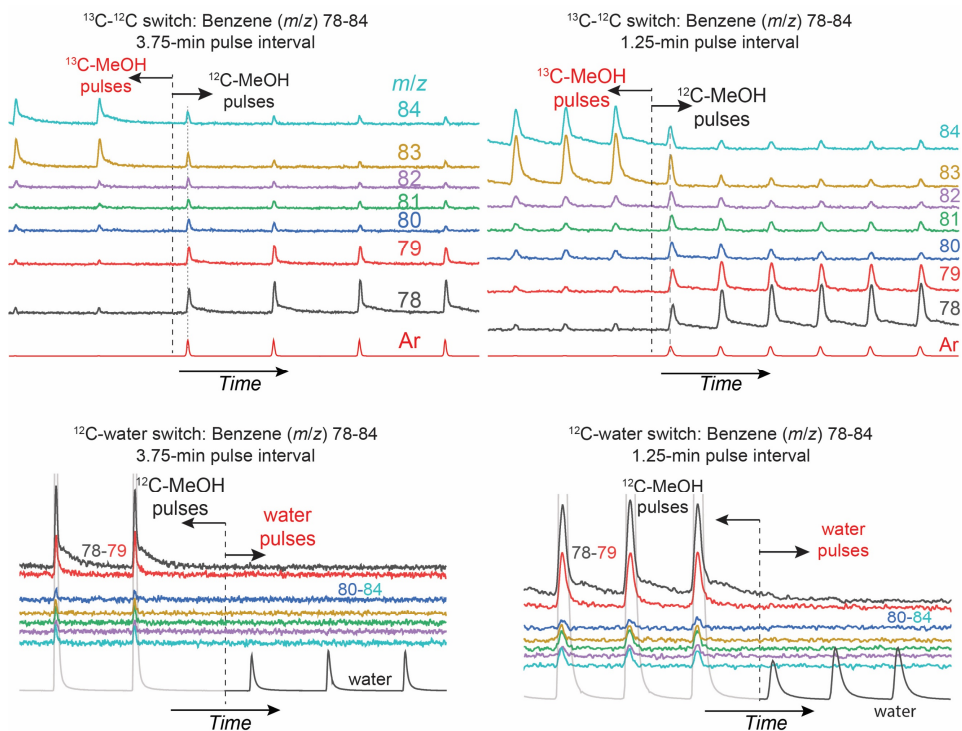 ¹³C-¹²C switch: Benzene (m/z) 78-84
3.75-min pulse interval
¹³C-MeOH
pulses
¹²C-MeOH
pulses
m/z
84
83
82
81
80
79
78
Ar
Time
¹³C-¹²C switch: Benzene (m/z) 78-84
1.25-min pulse interval
¹³C-MeOH
pulses
¹²C-MeOH
pulses
84
83
82
81
80
79
78
Ar
Time
¹²C-water switch: Benzene (m/z) 78-84
3.75-min pulse interval
¹²C-MeOH
pulses
water
pulses
78-79
80-84
water
Time
¹²C-water switch: Benzene (m/z) 78-84
1.25-min pulse interval
¹²C-MeOH
pulses
water
pulses
78-79
80-84
water
Time